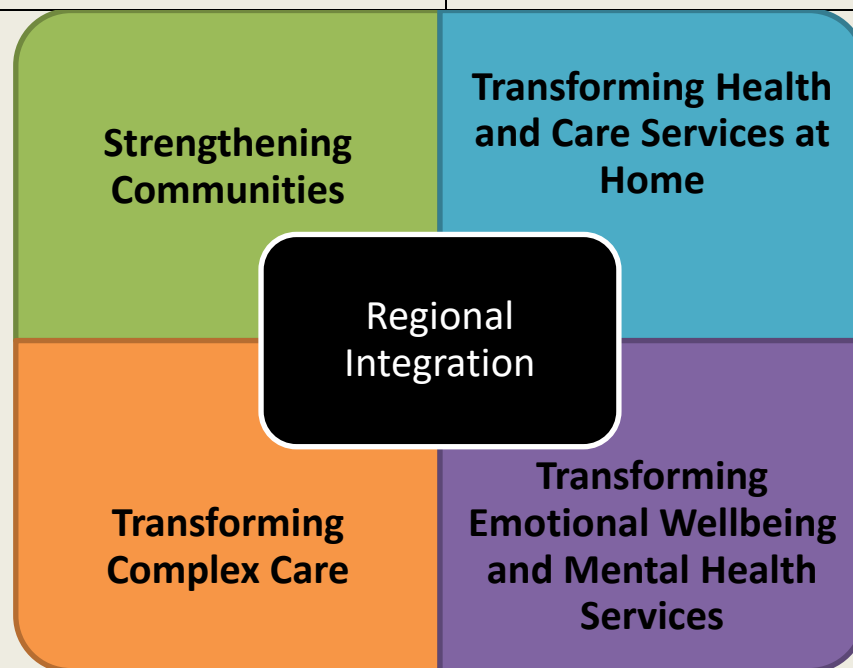 Strengthening
Communities
Transforming Health
and Care Services at
Home
Regional
Integration
Transforming
Complex Care
Transforming
Emotional Wellbeing
and Mental Health
Services